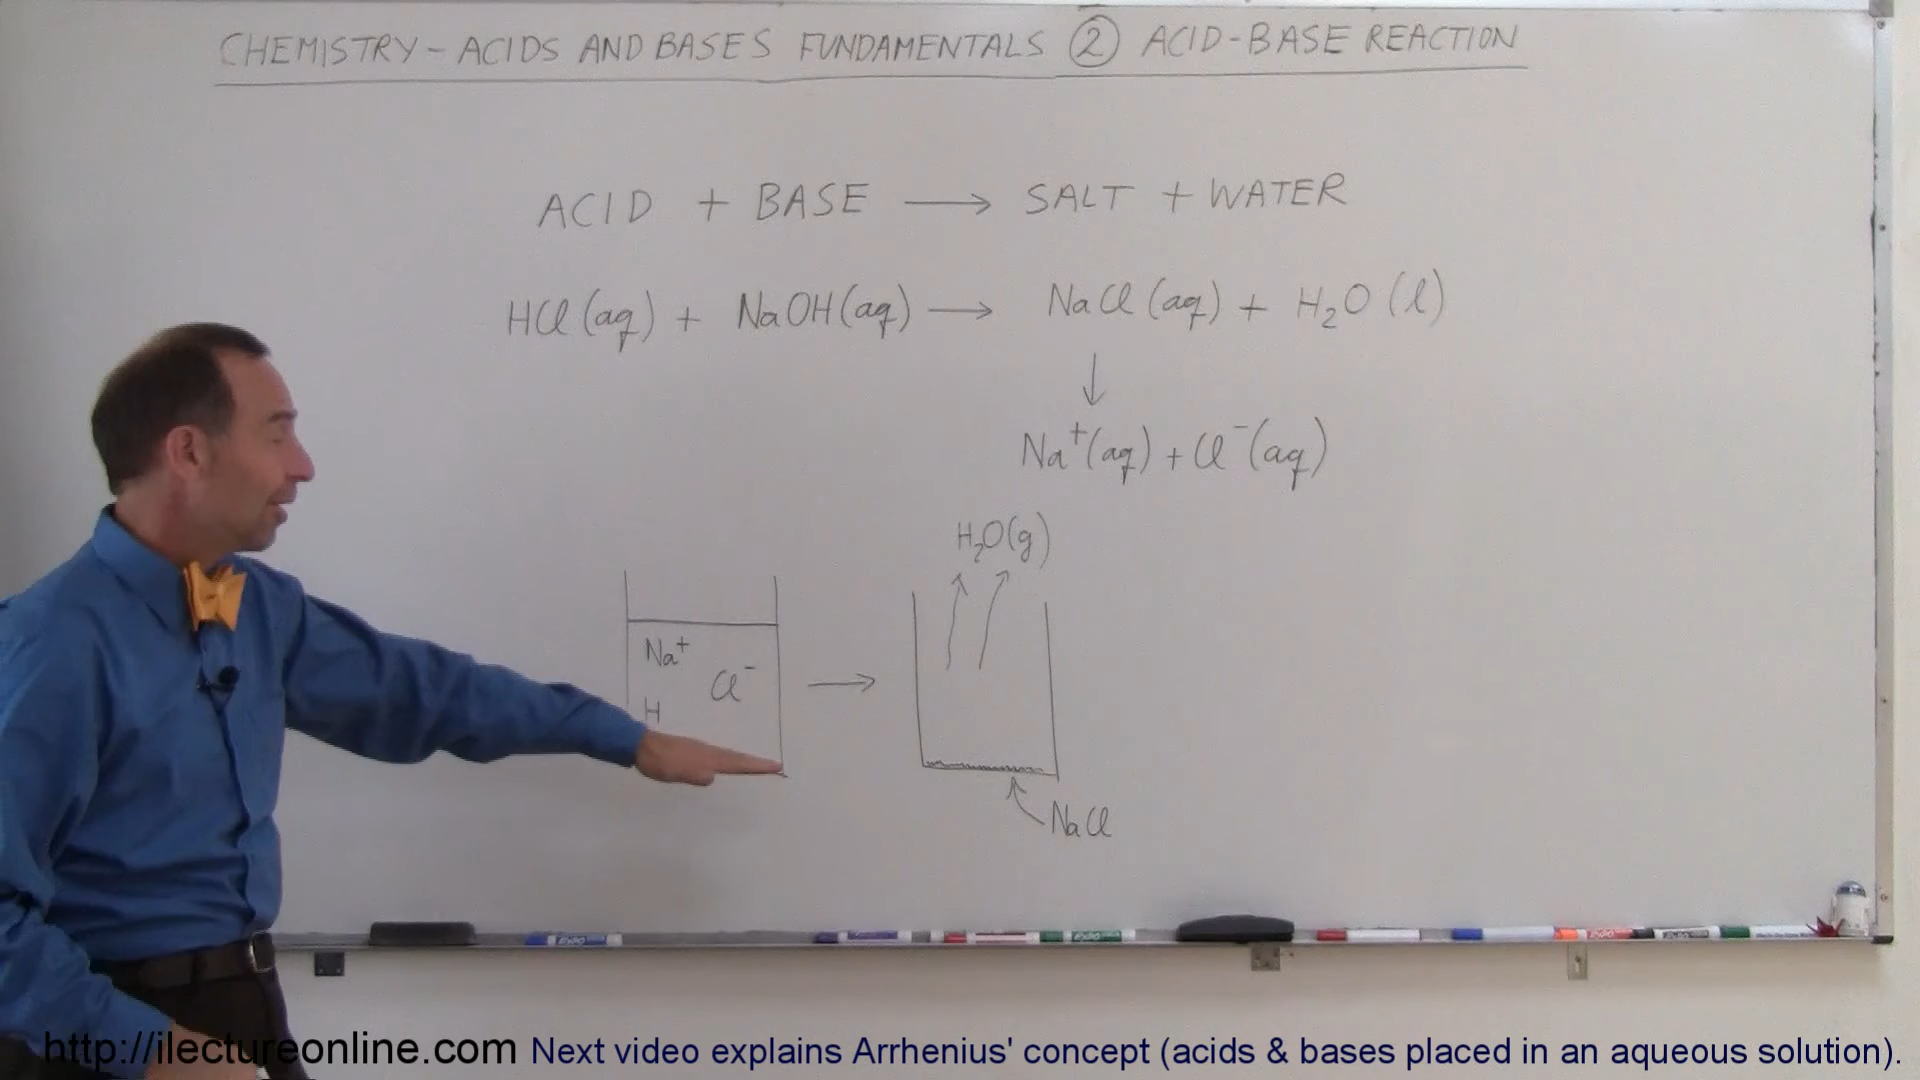 CHEMISTRY - ACIDS AND BASES FUNDAMENTALS ② ACID-BASE REACTION
ACID + BASE → SALT + WATER
HCl (aq) + NaOH (aq) → NaCl (aq) + H₂O (l)
↓
Na⁺(aq) + Cl⁻(aq)
H₂O(g)
Na⁺
Cl⁻ →
H
NaCl
http://ilectureonline.com Next video explains Arrhenius' concept (acids & bases placed in an aqueous solution).